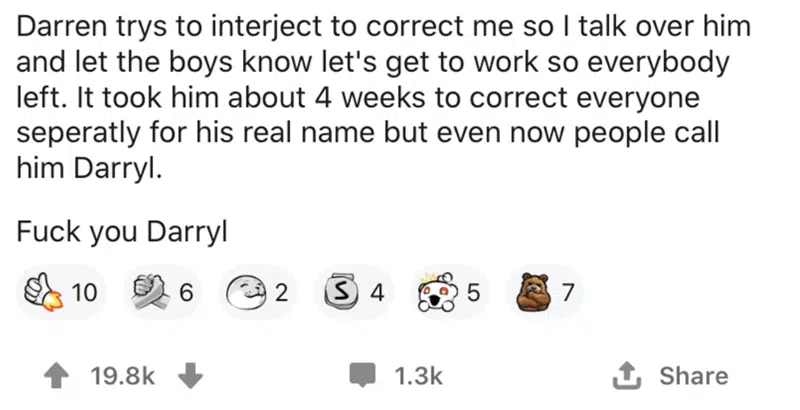 Darren trys to interject to correct me so I talk over him
and let the boys know let's get to work so everybody
left. It took him about 4 weeks to correct everyone
seperatly for his real name but even now people call
him Darryl.
Fuck you Darryl
10 6 2 S 4 5 7
19.8k 1.3k Share